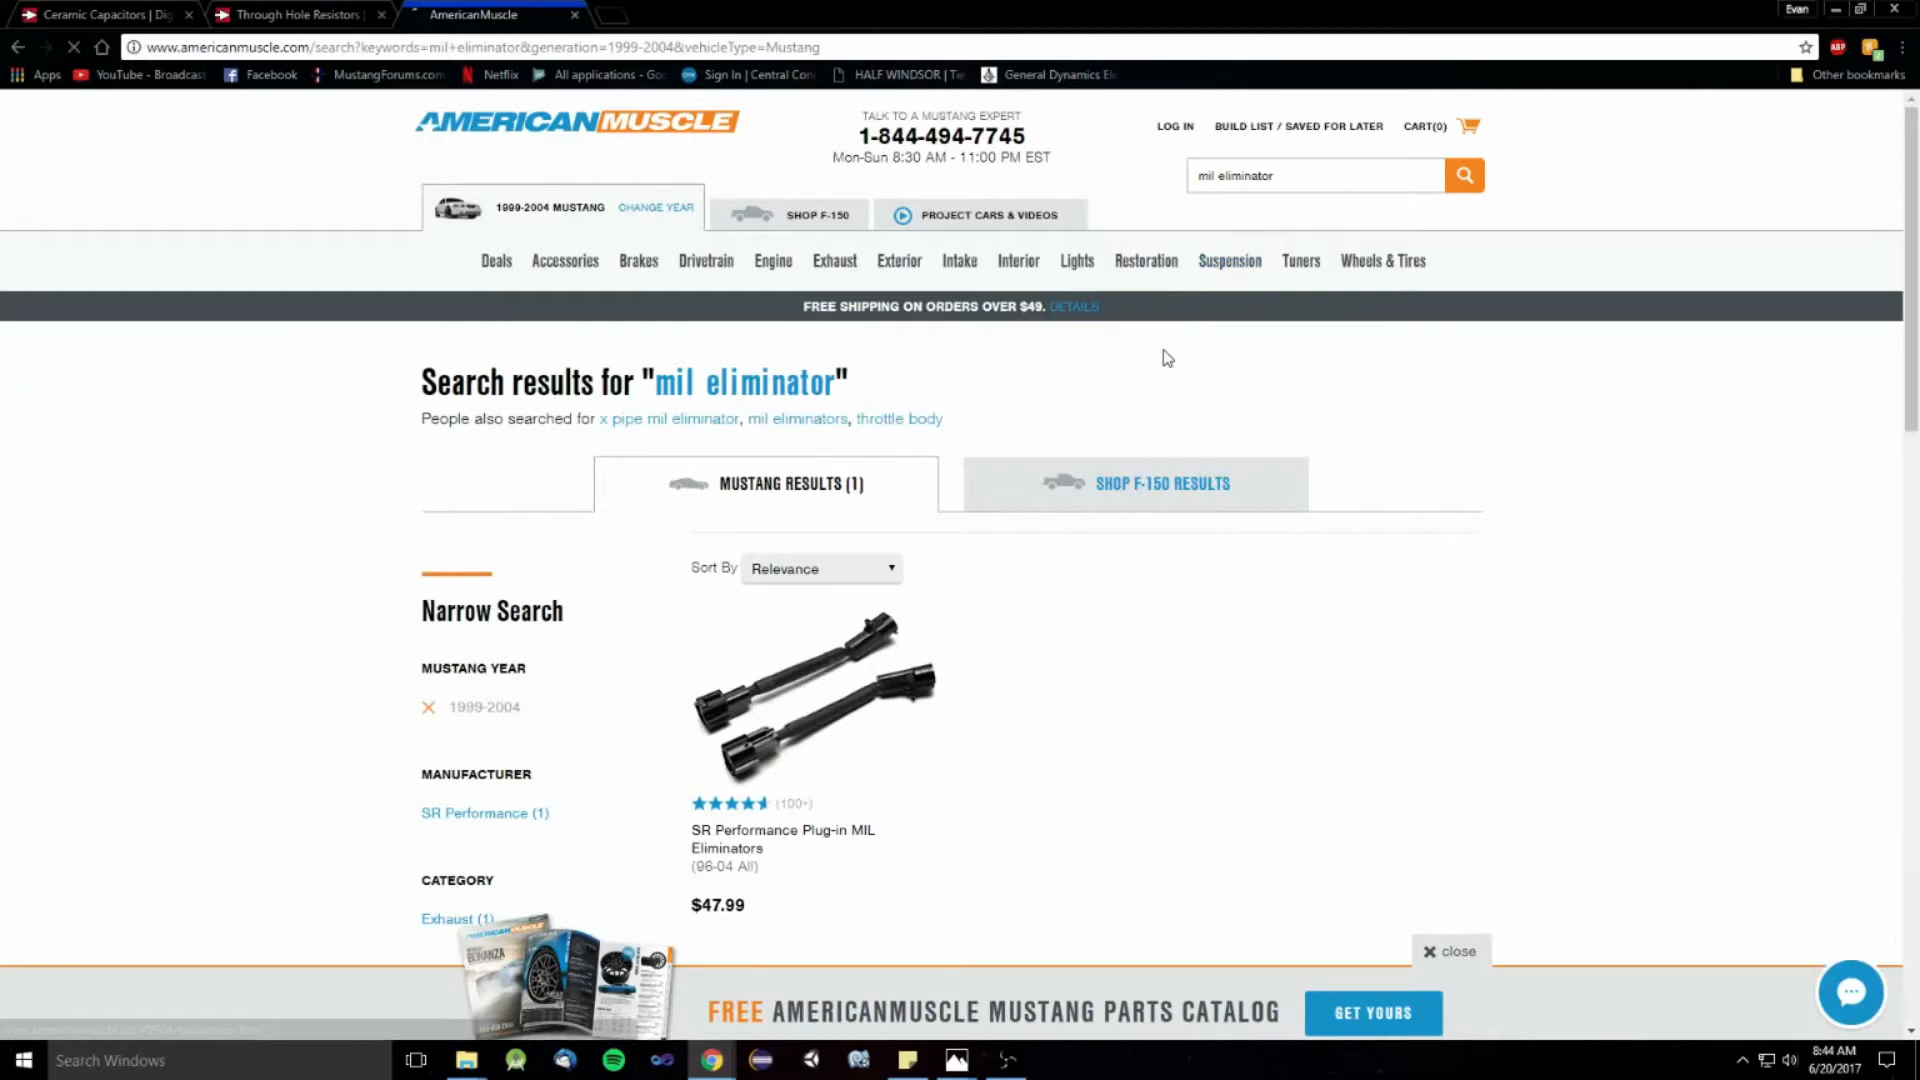 Ceramic Capacitors | Dig
Through Hole Resistors |
AmericanMuscle
Evan
www.americanmuscle.com/search?keywords=mil+eliminator&generation=1999-2004&vehicleType=Mustang
ABP
Apps
YouTube - Broadcast
Facebook
MustangForums.com
Netflix
All applications - Goo
Sign In | Central Con
HALF WINDSOR | Tie
General Dynamics El
Other bookmarks
AMERICANMUSCLE
TALK TO A MUSTANG EXPERT
1-844-494-7745
Mon-Sun 8:30 AM - 11:00 PM EST
LOG IN
BUILD LIST / SAVED FOR LATER
CART(0)
mil eliminator
1999-2004 MUSTANG
CHANGE YEAR
SHOP F-150
PROJECT CARS & VIDEOS
Deals
Accessories
Brakes
Drivetrain
Engine
Exhaust
Exterior
Intake
Interior
Lights
Restoration
Suspension
Tuners
Wheels & Tires
FREE SHIPPING ON ORDERS OVER $49. DETAILS
Search results for "mil eliminator"
People also searched for x pipe mil eliminator, mil eliminators, throttle body
MUSTANG RESULTS (1)
SHOP F-150 RESULTS
Sort By
Relevance
Narrow Search
MUSTANG YEAR
1999-2004
MANUFACTURER
SR Performance (1)
CATEGORY
Exhaust (1)
(100+)
SR Performance Plug-in MIL
Eliminators
(96-04 All)
$47.99
close
AMERICANMUSCLE
BONANZA
FREE AMERICANMUSCLE MUSTANG PARTS CATALOG
GET YOURS
Search Windows
8:44 AM
6/20/2017